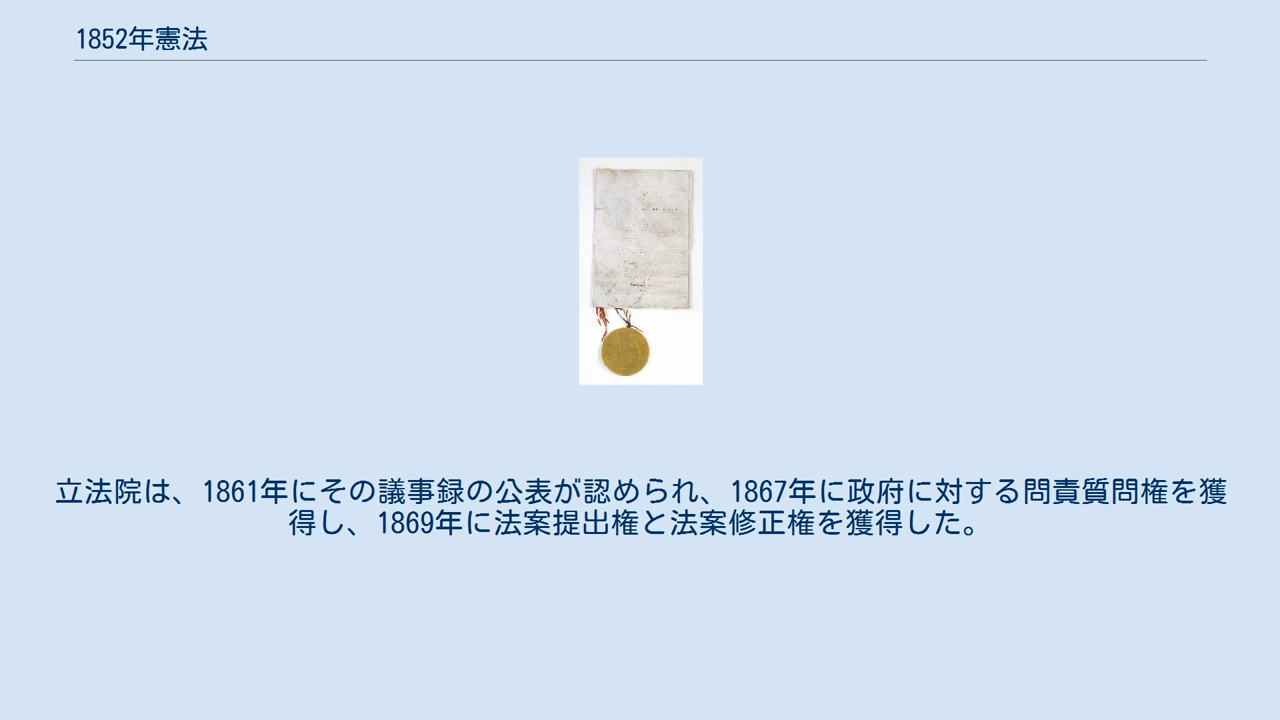 1852年憲法
立法院は、1861年にその議事録の公表が認められ、1867年に政府に対する問責質問権を獲
得し、1869年に法案提出権と法案修正権を獲得した。